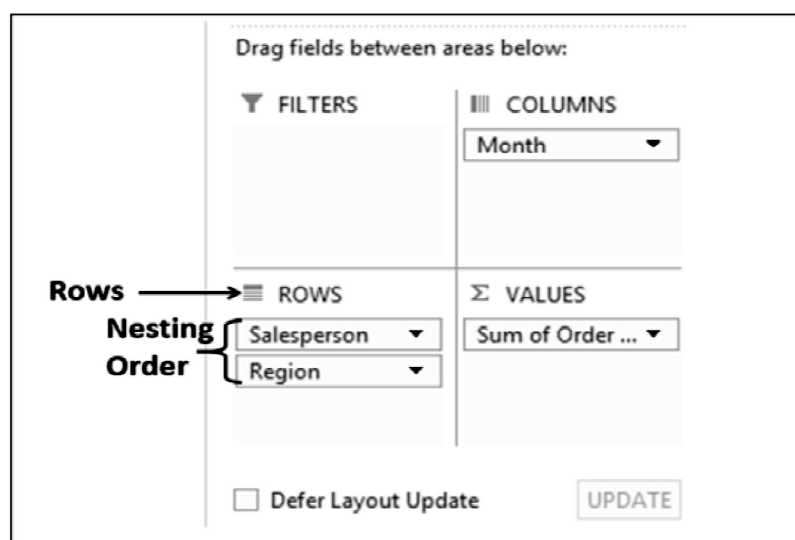 Drag fields between areas below:
FILTERS
COLUMNS
Month
Rows
ROWS
Σ VALUES
Nesting
Order
Salesperson
Region
Sum of Order ...
Defer Layout Update
UPDATE